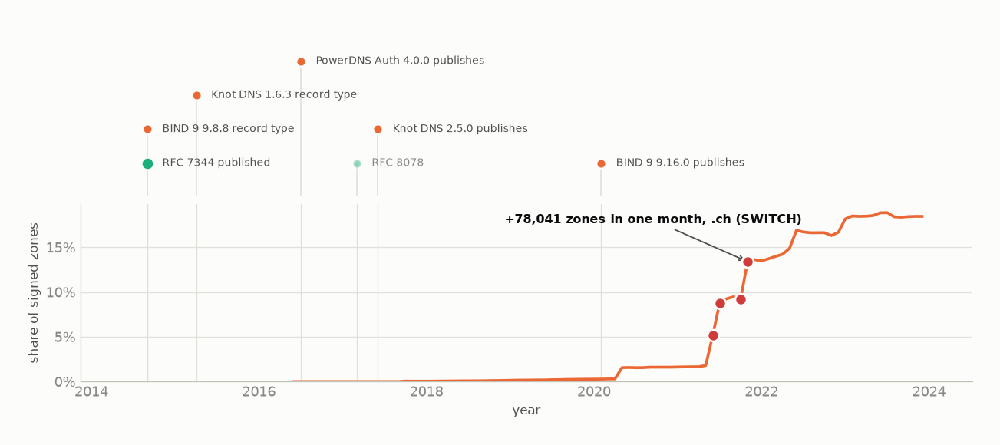 PowerDNS Auth 4.0.0 publishes
Knot DNS 1.6.3 record type
BIND 9 9.8.8 record type
Knot DNS 2.5.0 publishes
RFC 7344 published
RFC 8078
BIND 9 9.16.0 publishes
+78,041 zones in one month, .ch (SWITCH)
share of signed zones
15%
10%
5%
0%
2014
2016
2018
2020
2022
2024
year